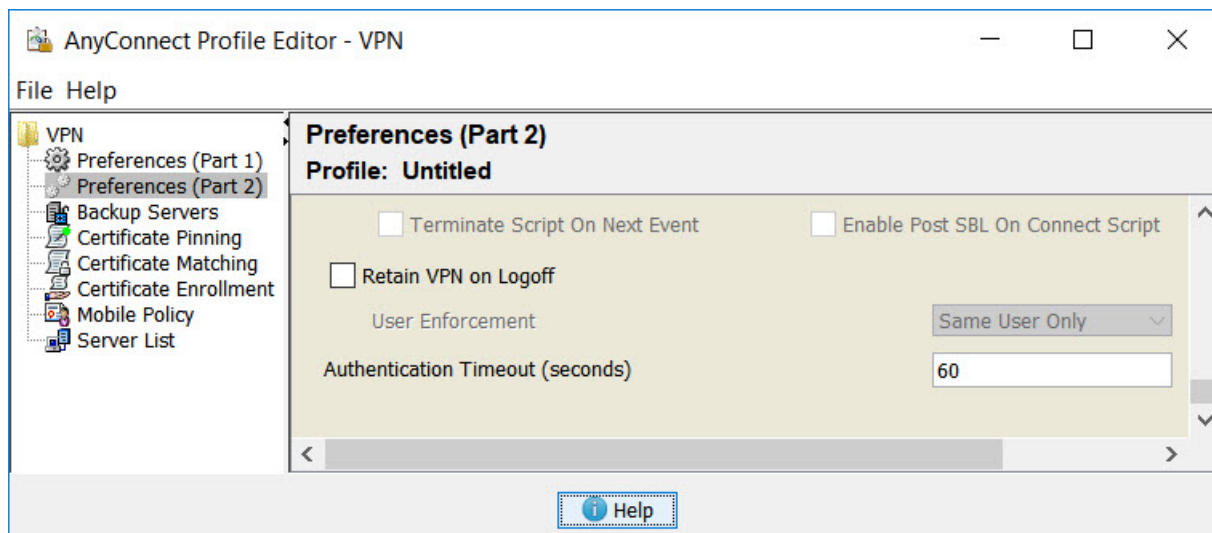 AnyConnect Profile Editor - VPN
File Help
VPN
Preferences (Part 1)
Preferences (Part 2)
Backup Servers
Certificate Pinning
Certificate Matching
Certificate Enrollment
Mobile Policy
Server List
Preferences (Part 2)
Profile: Untitled
Terminate Script On Next Event Enable Post SBL On Connect Script
Retain VPN on Logoff
User Enforcement Same User Only
Authentication Timeout (seconds) 60
Help